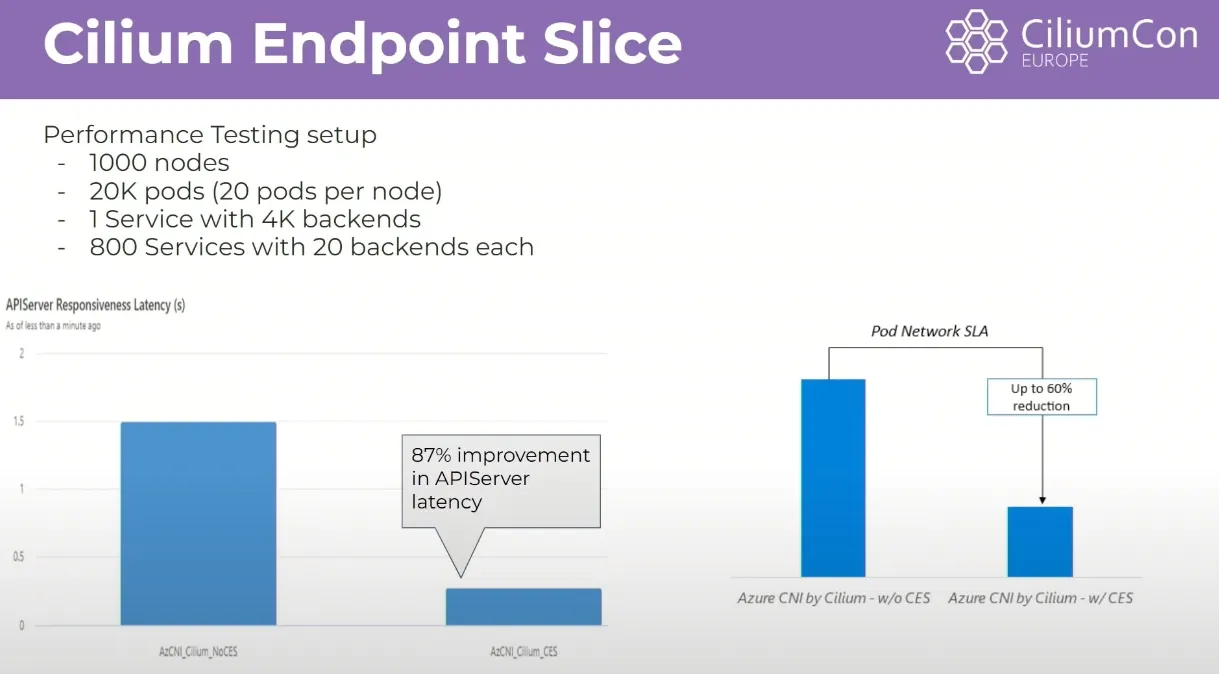 Cilium Endpoint Slice
CiliumCon
EUROPE
Performance Testing setup
- 1000 nodes
- 20K pods (20 pods per node)
- 1 Service with 4K backends
- 800 Services with 20 backends each
APIServer Responsiveness Latency (s)
As of less than a minute ago
2
1.5
1
0.5
0
87% improvement
in APIServer
latency
AzCNI_Cilium_NoCES
AzCNI_Cilium_CES
Pod Network SLA
Up to 60%
reduction
Azure CNI by Cilium - w/o CES
Azure CNI by Cilium - w/ CES